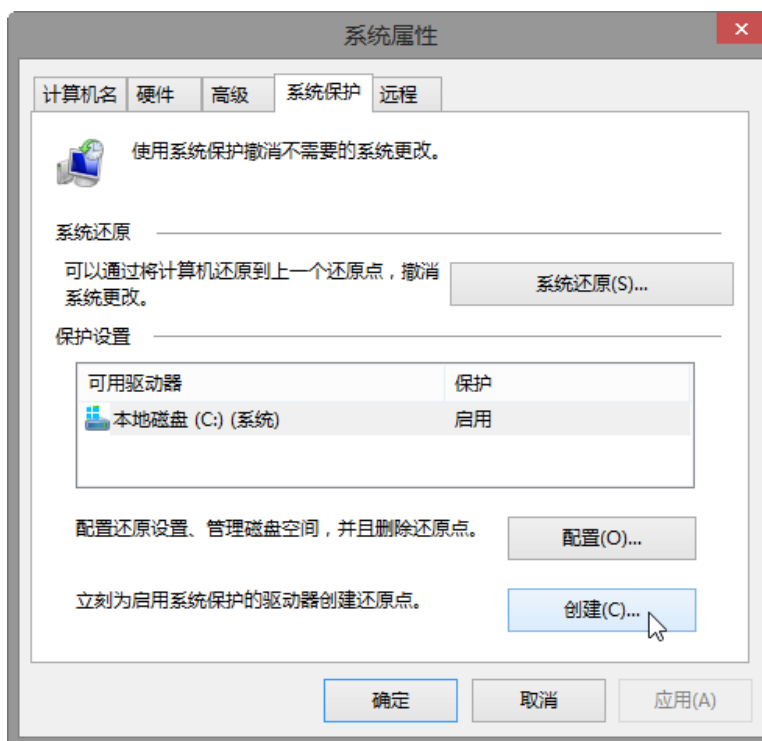 系统属性
计算机名 硬件 高级 系统保护 远程
使用系统保护撤消不需要的系统更改。
系统还原
可以通过将计算机还原到上一个还原点，撤消
系统更改。
系统还原(S)...
保护设置
可用驱动器 保护
本地磁盘 (C:) (系统) 启用
配置还原设置、管理磁盘空间，并且删除还原点。
配置(O)...
立刻为启用系统保护的驱动器创建还原点。
创建(C)...
确定 取消 应用(A)